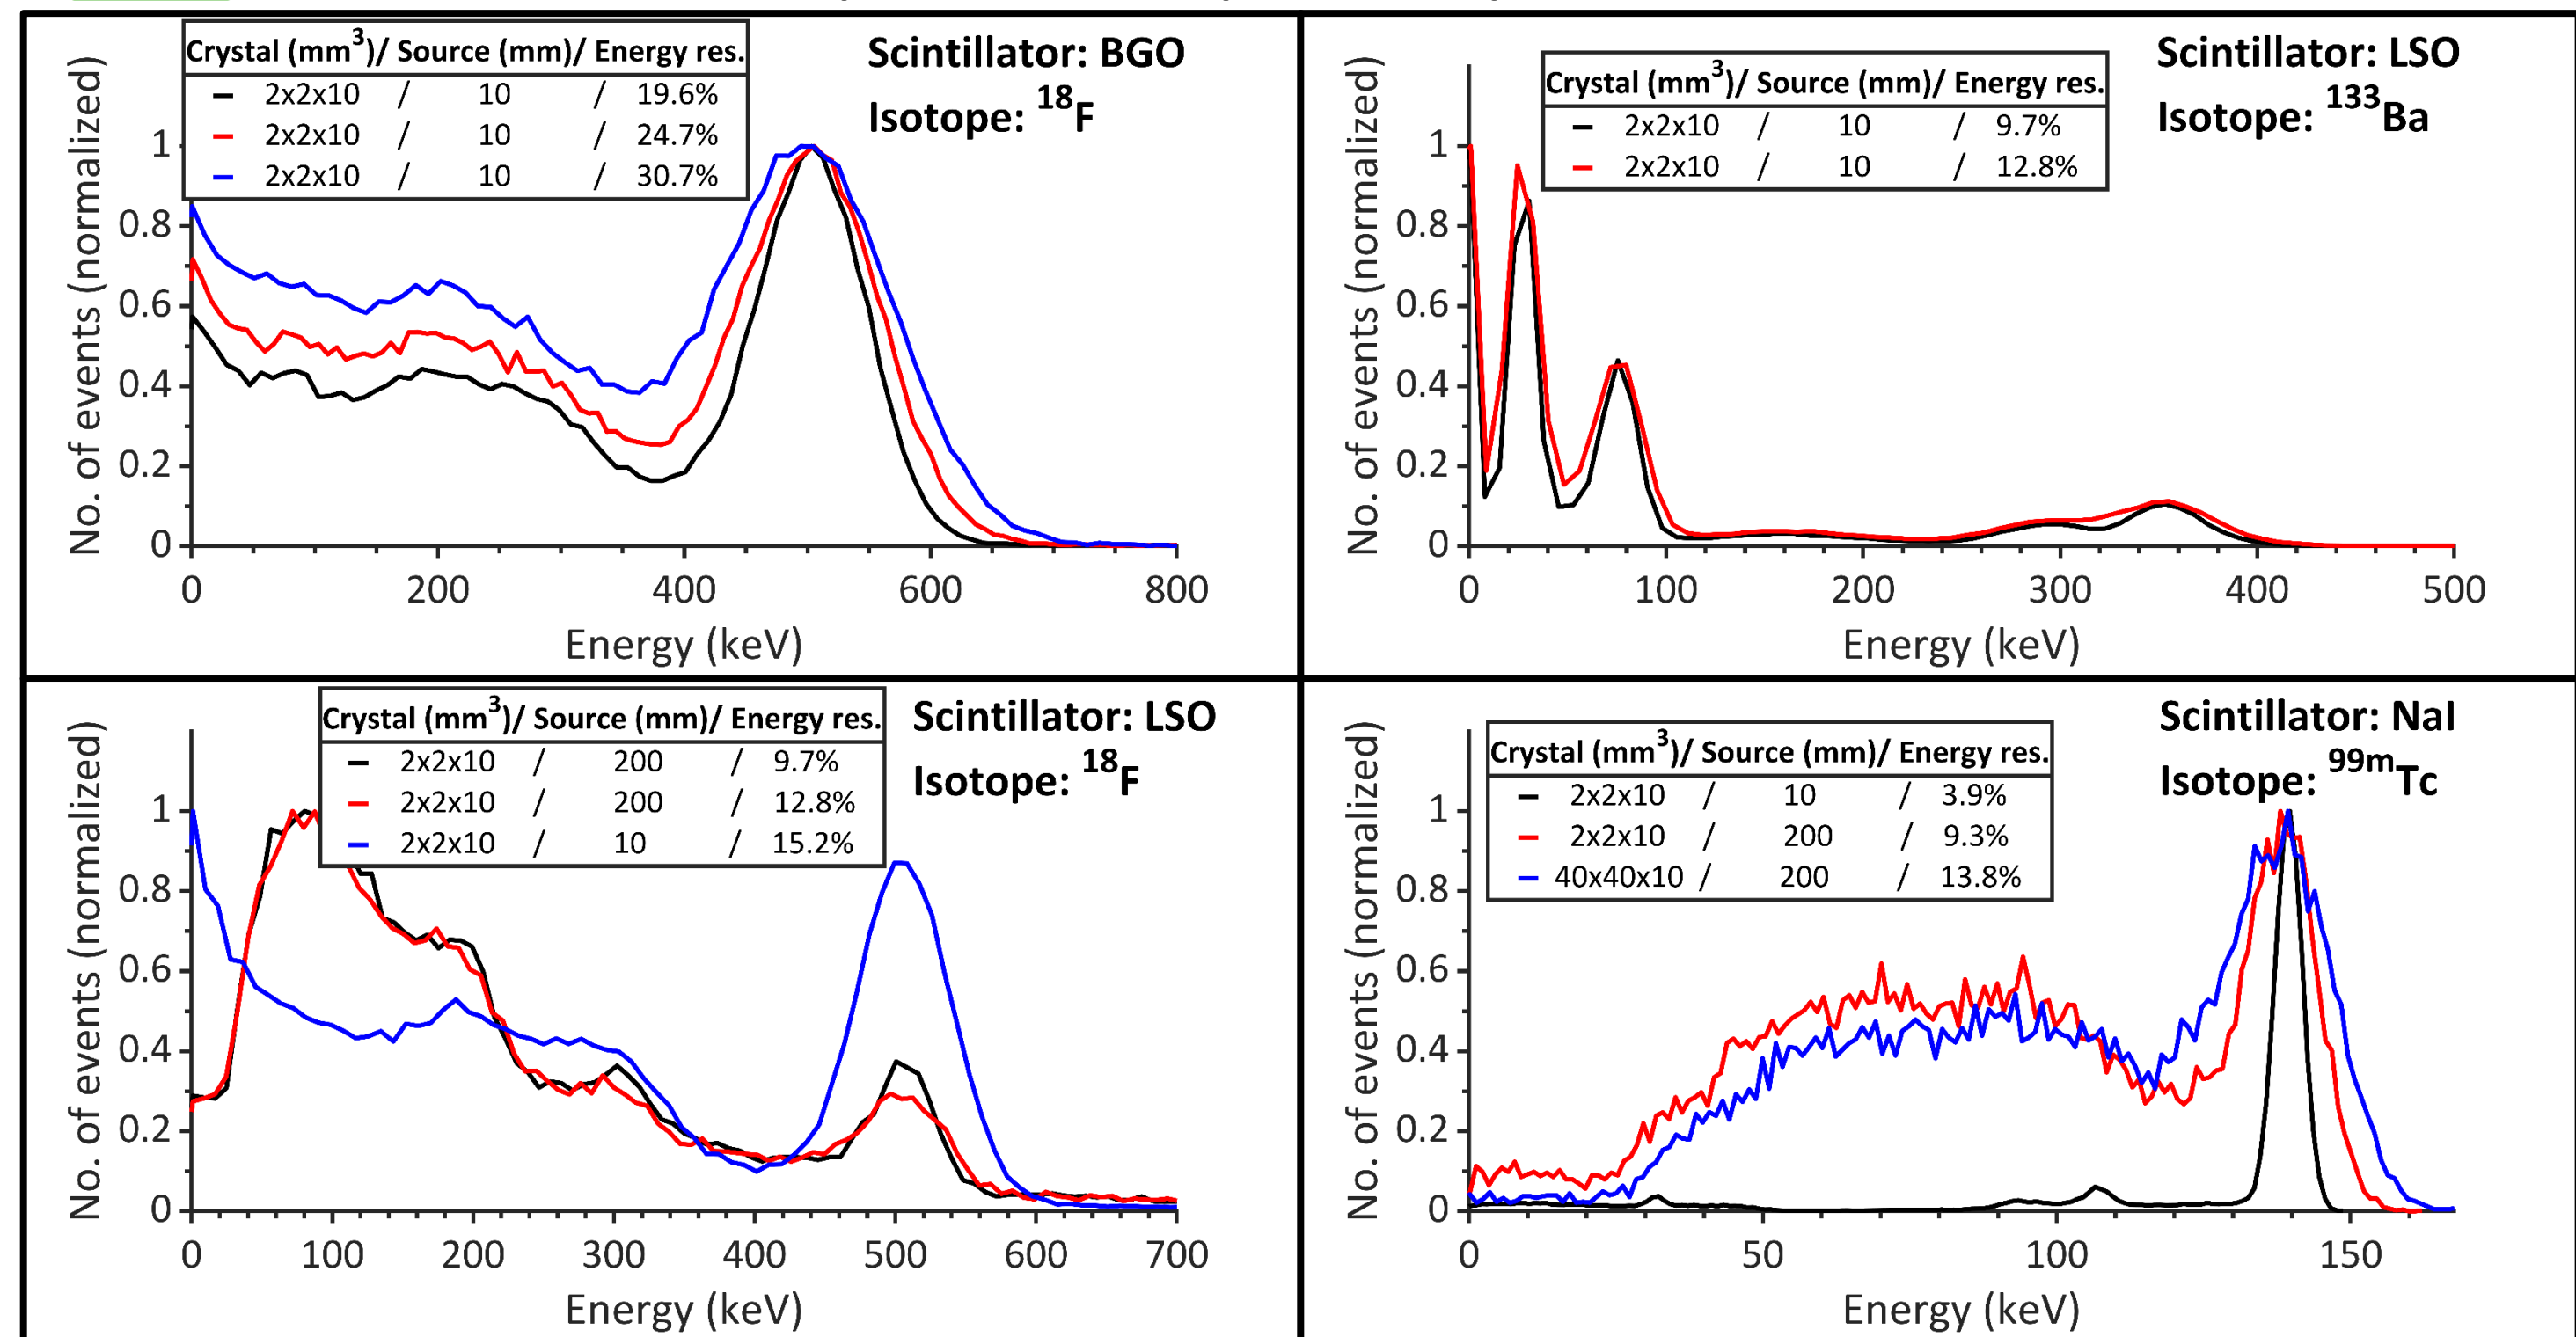 Crystal (mm³)/ Source (mm)/ Energy res.
2x2x10 / 10 / 19.6%
2x2x10 / 10 / 24.7%
2x2x10 / 10 / 30.7%
Scintillator: BGO
Isotope: ¹⁸F
No. of events (normalized)
1
0.8
0.6
0.4
0.2
0
0 200 400 600 800
Energy (keV)
Crystal (mm³)/ Source (mm)/ Energy res.
2x2x10 / 10 / 9.7%
2x2x10 / 10 / 12.8%
Scintillator: LSO
Isotope: ¹³³Ba
No. of events (normalized)
1
0.8
0.6
0.4
0.2
0
0 100 200 300 400 500
Energy (keV)
Crystal (mm³)/ Source (mm)/ Energy res.
2x2x10 / 200 / 9.7%
2x2x10 / 200 / 12.8%
2x2x10 / 10 / 15.2%
Scintillator: LSO
Isotope: ¹⁸F
No. of events (normalized)
1
0.8
0.6
0.4
0.2
0
0 100 200 300 400 500 600 700
Energy (keV)
Crystal (mm³)/ Source (mm)/ Energy res.
2x2x10 / 10 / 3.9%
2x2x10 / 200 / 9.3%
40x40x10 / 200 / 13.8%
Scintillator: NaI
Isotope: ⁹⁹ᵐTc
No. of events (normalized)
1
0.8
0.6
0.4
0.2
0
0 50 100 150
Energy (keV)